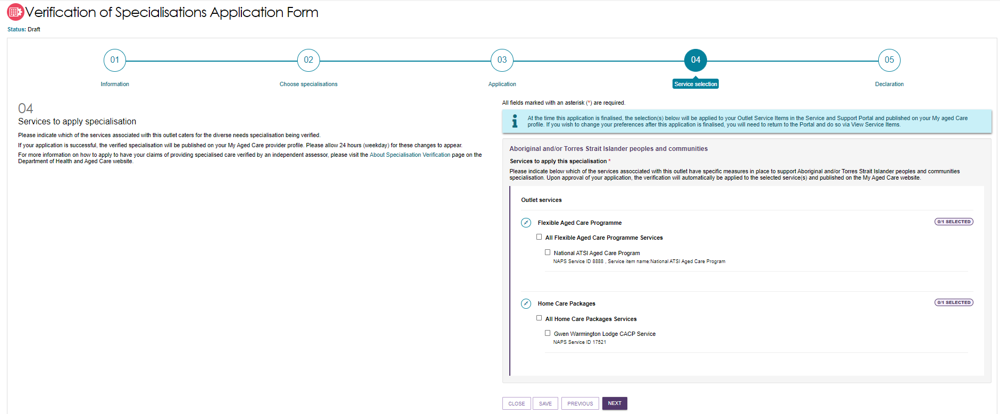 Verification of Specialisations Application Form
Status: Draft
01
02
03
04
05
Information
Choose specialisations
Application
Service selection
Declaration
04
Services to apply specialisation
Please indicate which of the services associated with this outlet caters for the diverse needs specialisation being verified.
If your application is successful, the verified specialisation will be published on your My Aged Care provider profile. Please allow 24 hours (weekday) for these changes to appear.
For more information on how to apply to have your claims of providing specialised care verified by an independent assessor, please visit the About Specialisation Verification page on the
Department of Health and Aged Care website.
All fields marked with an asterisk (*) are required.
At the time this application is finalised, the selection(s) below will be applied to your Outlet Service Items in the Service and Support Portal and published on your My aged Care
profile. If you wish to change your preferences after this application is finalised, you will need to return to the Portal and do so via View Service Items.
Aboriginal and/or Torres Strait Islander peoples and communities
Services to apply this specialisation *
Please indicate below which of the services assocciated with this outlet have specific measures in place to support Aboriginal and/or Torres Strait Islander peoples and communities
specialisation. Upon approval of your application, the verification will automatically be applied to the selected service(s) and published on the My Aged Care website.
Outlet services
Flexible Aged Care Programme
0/1 SELECTED
All Flexible Aged Care Programme Services
National ATSI Aged Care Program
NAPS Service ID 8888 , Service item name:National ATSI Aged Care Program
Home Care Packages
0/1 SELECTED
All Home Care Packages Services
Gwen Warmington Lodge CACP Service
NAPS Service ID 17521
CLOSE
SAVE
PREVIOUS
NEXT